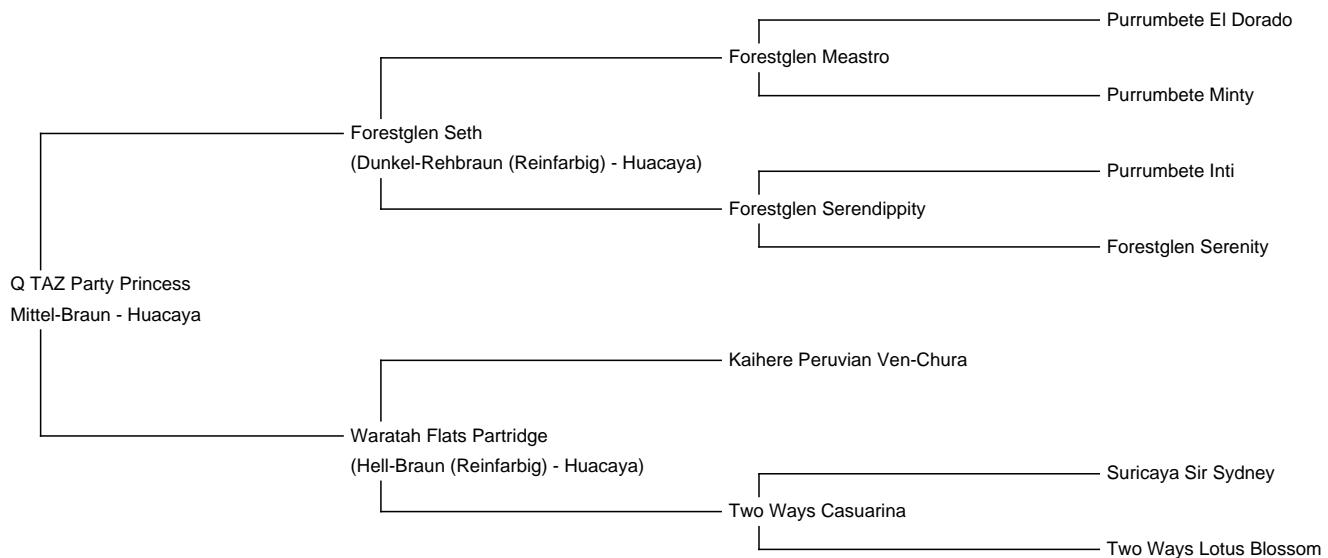 Purrumbete El Dorado
Forestglen Meastro
Purrumbete Minty
Forestglen Seth
(Dunkel-Rehbraun (Reinfarbig) - Huacaya)
Purrumbete Inti
Forestglen Serendippity
Forestglen Serenity
Q TAZ Party Princess
Mittel-Braun - Huacaya
Kaihere Peruvian Ven-Chura
Waratah Flats Partridge
(Hell-Braun (Reinfarbig) - Huacaya)
Suricaya Sir Sydney
Two Ways Casuarina
Two Ways Lotus Blossom